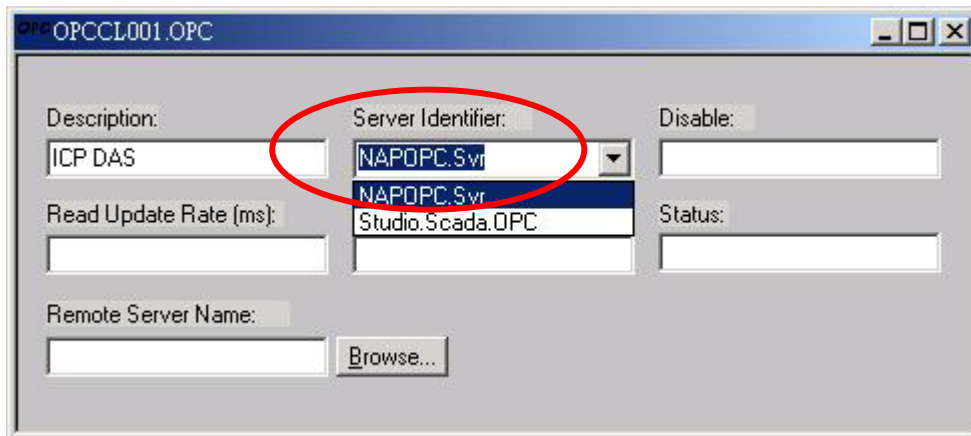 OPC OPCCL001.OPC
Description: Server Identifier: Disable:
ICP DAS NAPOPC.Svr
NAPOPC.Svr
Read Update Rate (ms): Status:
Studio.Scada.OPC
Remote Server Name:
Browse...